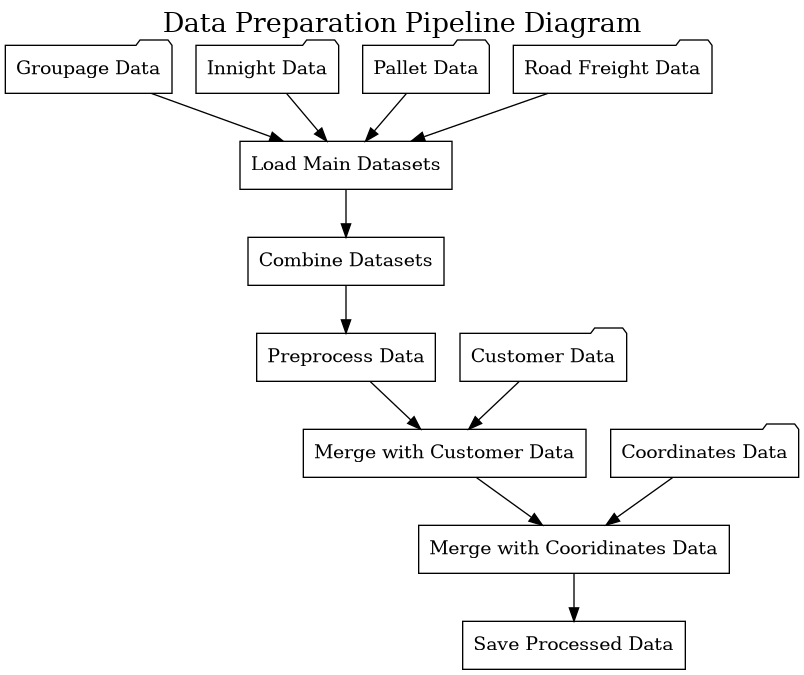 Data Preparation Pipeline Diagram
Groupage Data
Innight Data
Pallet Data
Road Freight Data
Load Main Datasets
Combine Datasets
Preprocess Data
Customer Data
Merge with Customer Data
Coordinates Data
Merge with Cooridinates Data
Save Processed Data